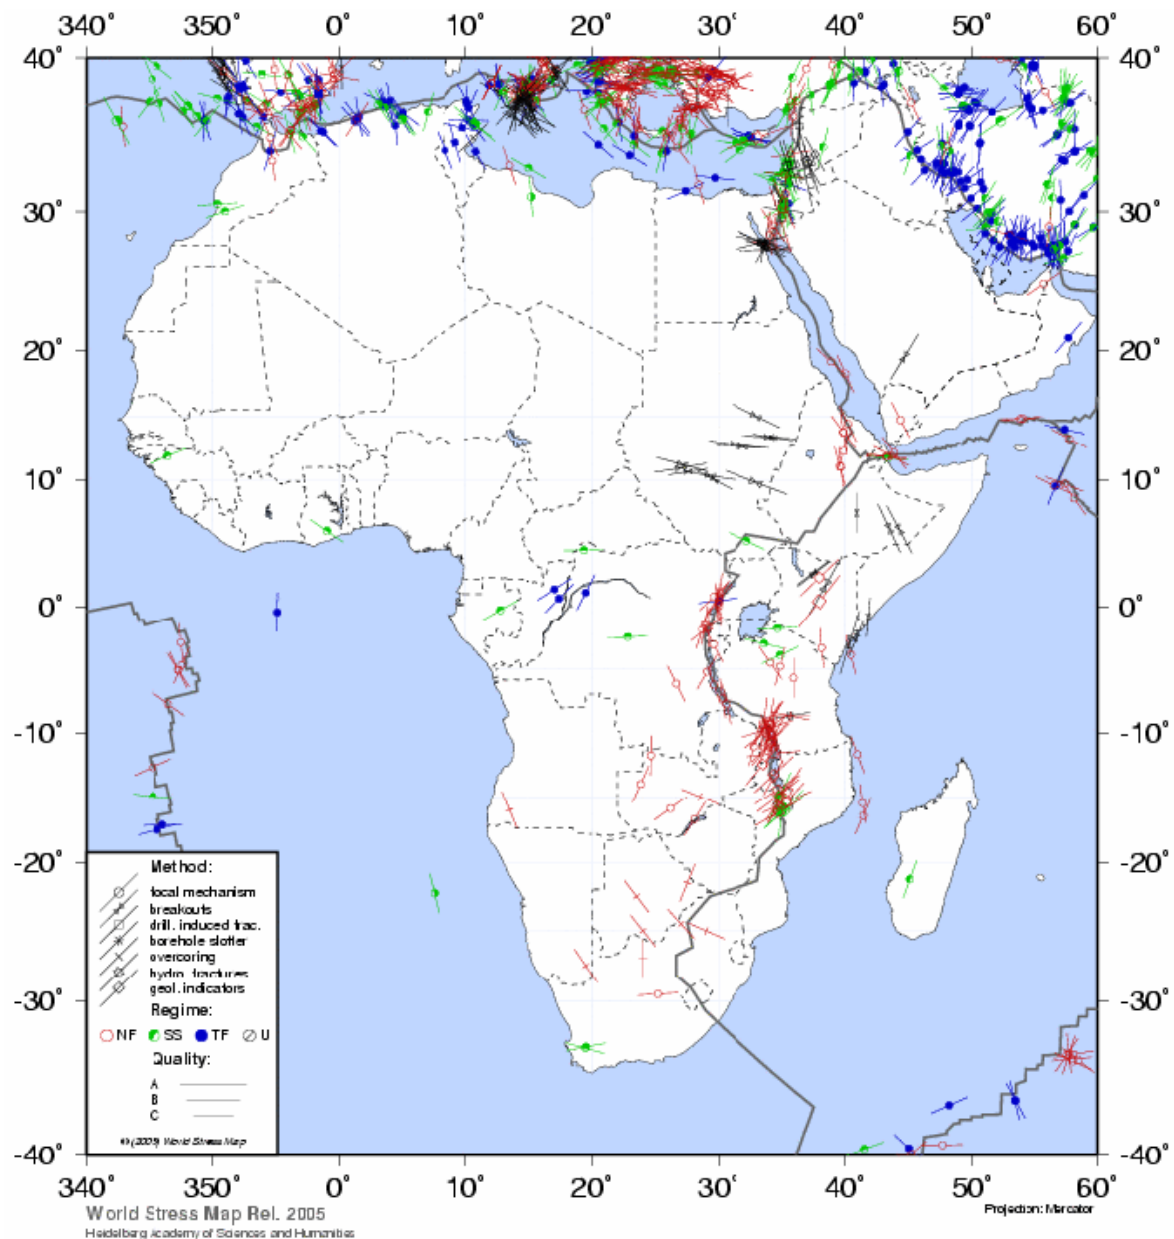 340° 350° 0° 10° 20° 30° 40° 50° 60°
40° 40°
30° 30°
20° 20°
10° 10°
0° 0°
-10° -10°
-20° -20°
Method:
focal mechanism
breakouts
drill. induced frac.
borehole slotter
overcoring
hydro. fractures
geol. indicators
-30° -30°
Regime:
NF SS TF U
Quality:
A
B
C
© (2005) World Stress Map
-40° -40°
340° 350° 0° 10° 20° 30° 40° 50° 60°
World Stress Map Rel. 2005
Projection: Mercator
Heidelberg Academy of Sciences and Humanities